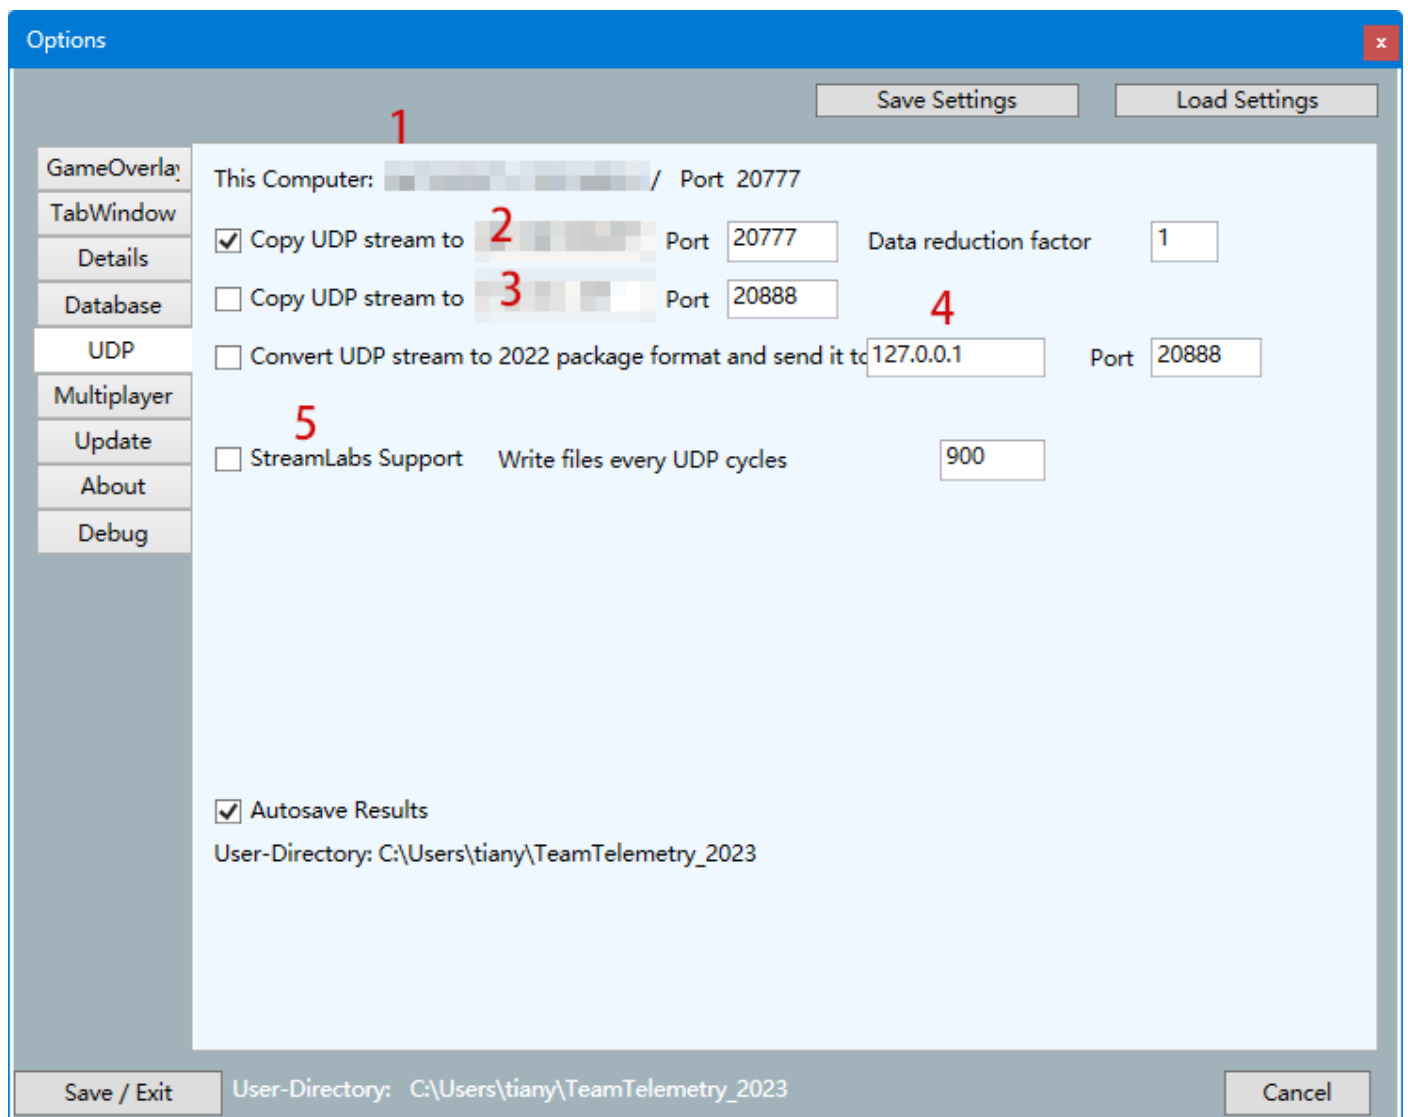 Options
x
Save Settings Load Settings
1
GameOverlay
TabWindow
Details
Database
UDP
Multiplayer
Update
About
Debug
This Computer: / Port 20777
Copy UDP stream to 2 Port 20777 Data reduction factor 1
Copy UDP stream to 3 Port 20888
4
Convert UDP stream to 2022 package format and send it to 127.0.0.1 Port 20888
5
StreamLabs Support Write files every UDP cycles 900
Autosave Results
User-Directory: C:\Users\tiany\TeamTelemetry_2023
Save / Exit User-Directory: C:\Users\tiany\TeamTelemetry_2023 Cancel